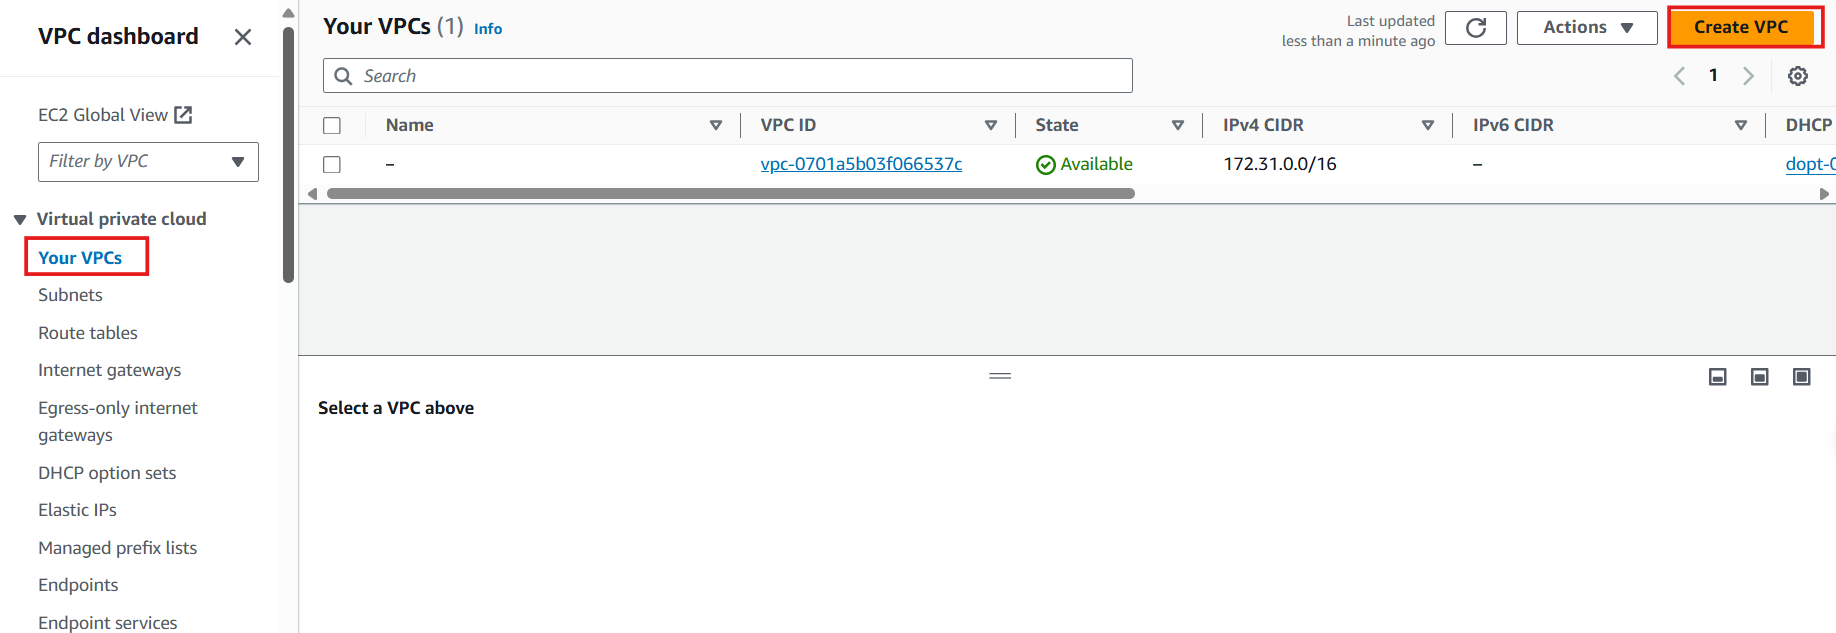 VPC dashboard
EC2 Global View
Filter by VPC
Virtual private cloud
Your VPCs
Subnets
Route tables
Internet gateways
Egress-only internet
gateways
DHCP option sets
Elastic IPs
Managed prefix lists
Endpoints
Endpoint services
Your VPCs (1) Info
Last updated
less than a minute ago
Actions
Create VPC
Search
1
Name VPC ID State IPv4 CIDR IPv6 CIDR DHCP
– vpc-0701a5b03f066537c Available 172.31.0.0/16 – dopt-0
Select a VPC above